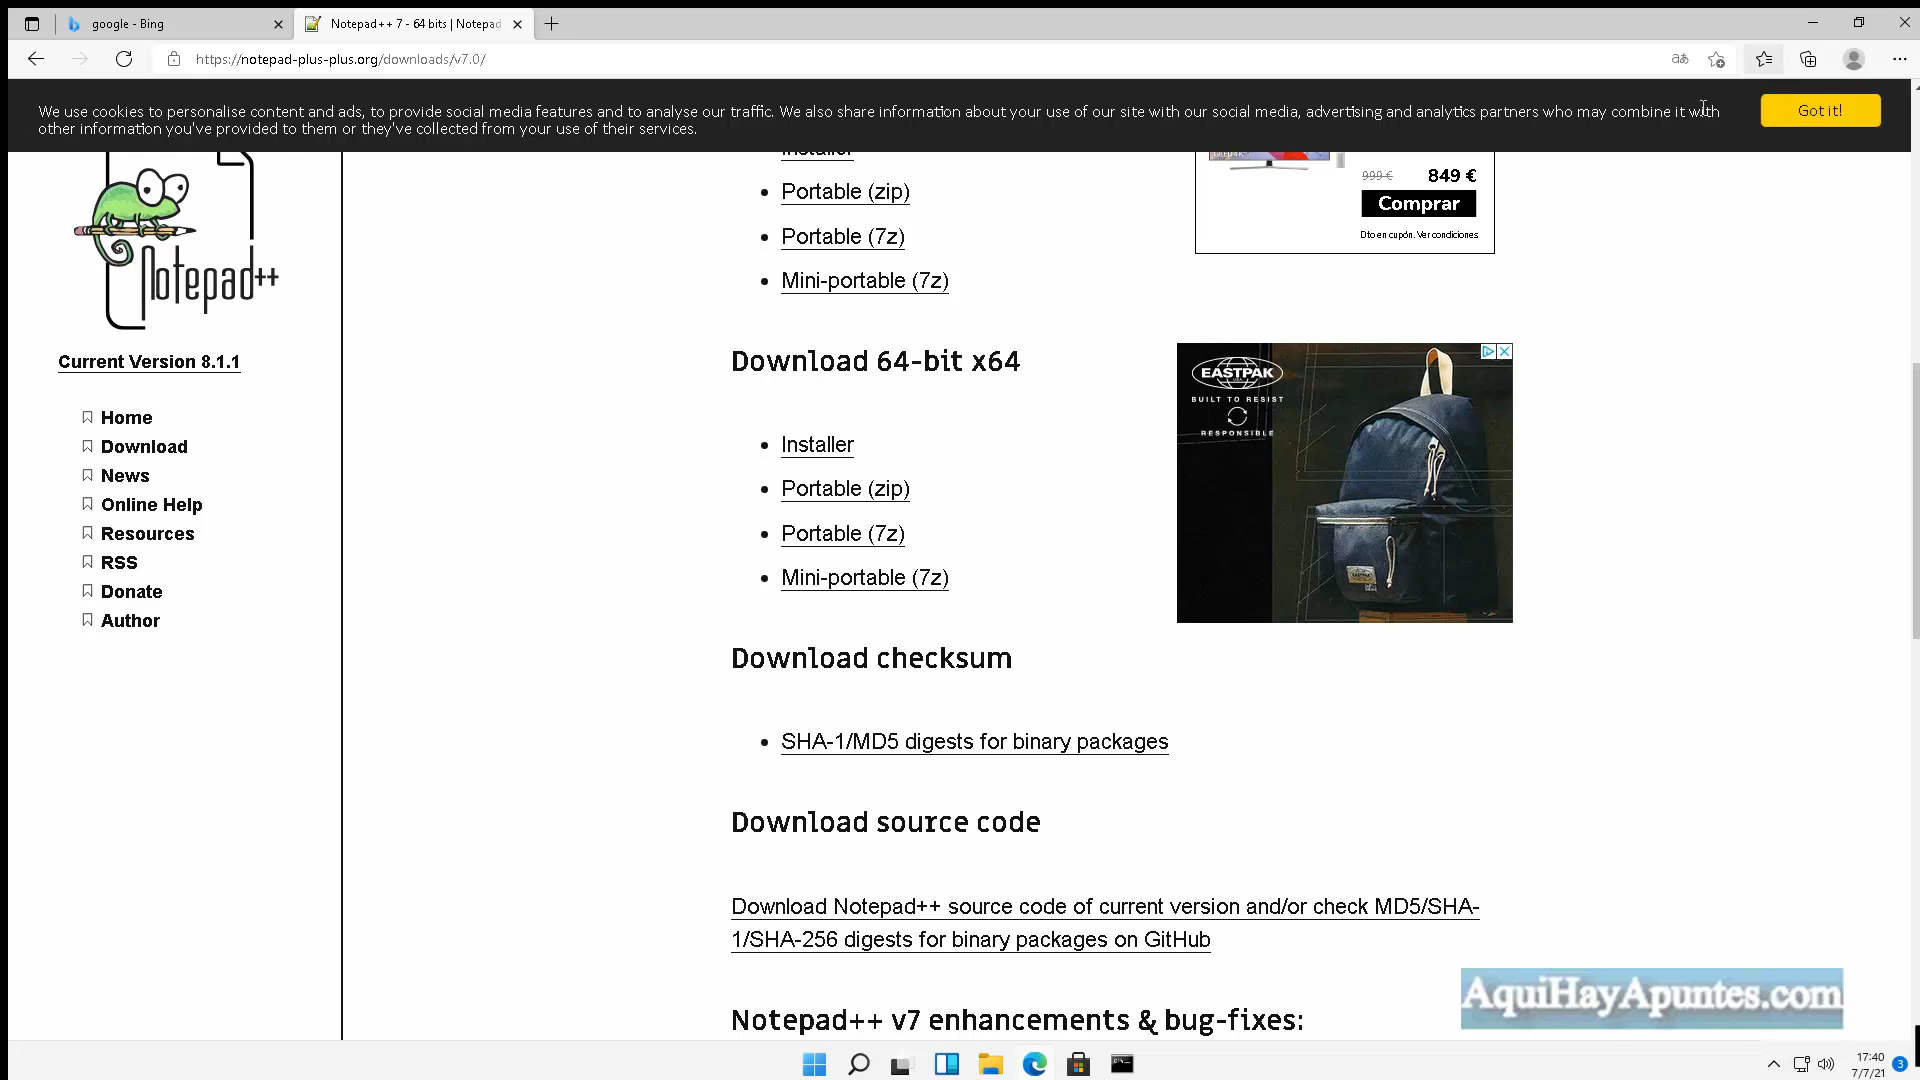 google - Bing
Notepad++ 7 - 64 bits | Notepad
https://notepad-plus-plus.org/downloads/v7.0/
We use cookies to personalise content and ads, to provide social media features and to analyse our traffic. We also share information about your use of our site with our social media, advertising and analytics partners who may combine it with
other information you've provided to them or they've collected from your use of their services.
Got it!
Installer
Portable (zip)
Portable (7z)
Mini-portable (7z)
999 €
849 €
Comprar
Dto en cupón. Ver condiciones
Notepad++
Current Version 8.1.1
Home
Download
News
Online Help
Resources
RSS
Donate
Author
Download 64-bit x64
Installer
Portable (zip)
Portable (7z)
Mini-portable (7z)
EASTPAK
BUILT TO RESIST
RESPONSIBLE
Download checksum
SHA-1/MD5 digests for binary packages
Download source code
Download Notepad++ source code of current version and/or check MD5/SHA-
1/SHA-256 digests for binary packages on GitHub
Notepad++ v7 enhancements & bug-fixes:
AquiHayApuntes.com
17:40
7/7/21
3